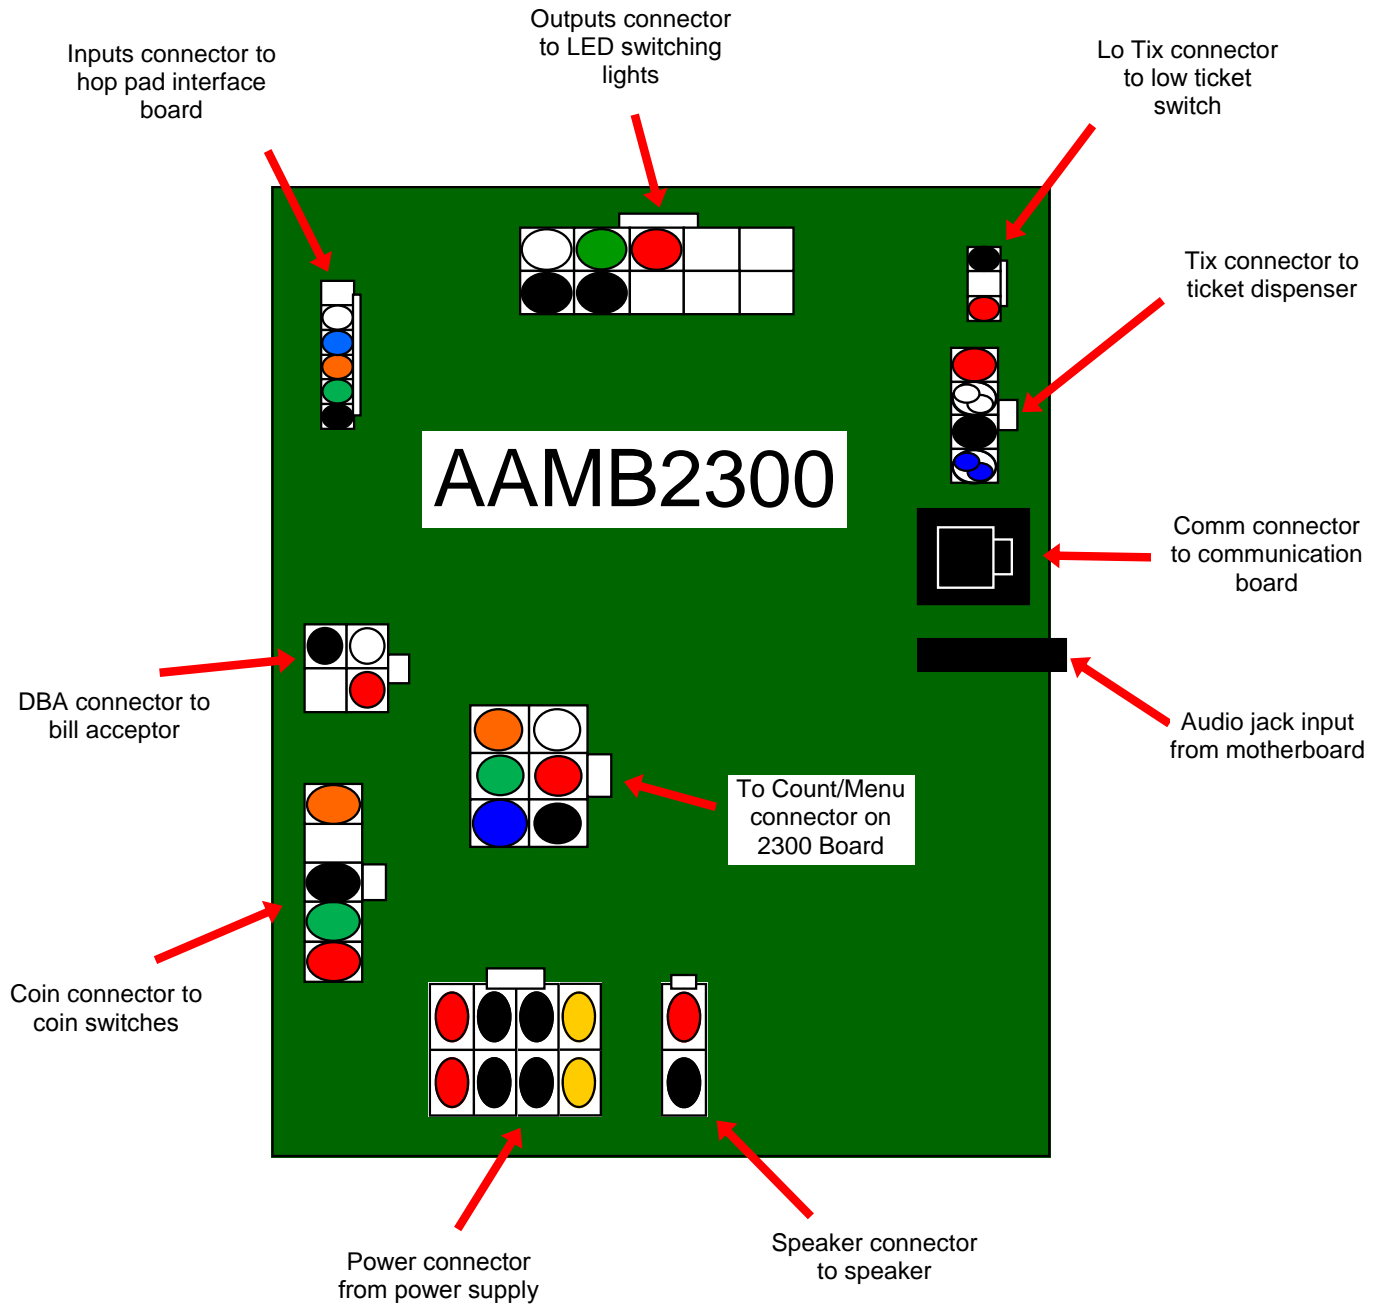 Outputs connector
to LED switching
lights
Inputs connector to
hop pad interface
board
Lo Tix connector
to low ticket
switch
Tix connector to
ticket dispenser
AAMB2300
Comm connector
to communication
board
DBA connector to
bill acceptor
Audio jack input
from motherboard
To Count/Menu
connector on
2300 Board
Coin connector to
coin switches
Power connector
from power supply
Speaker connector
to speaker